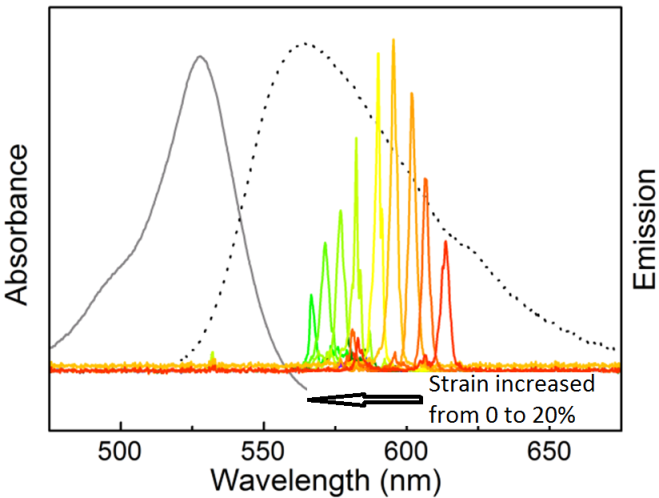 Absorbance
Emission
Strain increased
from 0 to 20%
500
550
600
650
Wavelength (nm)